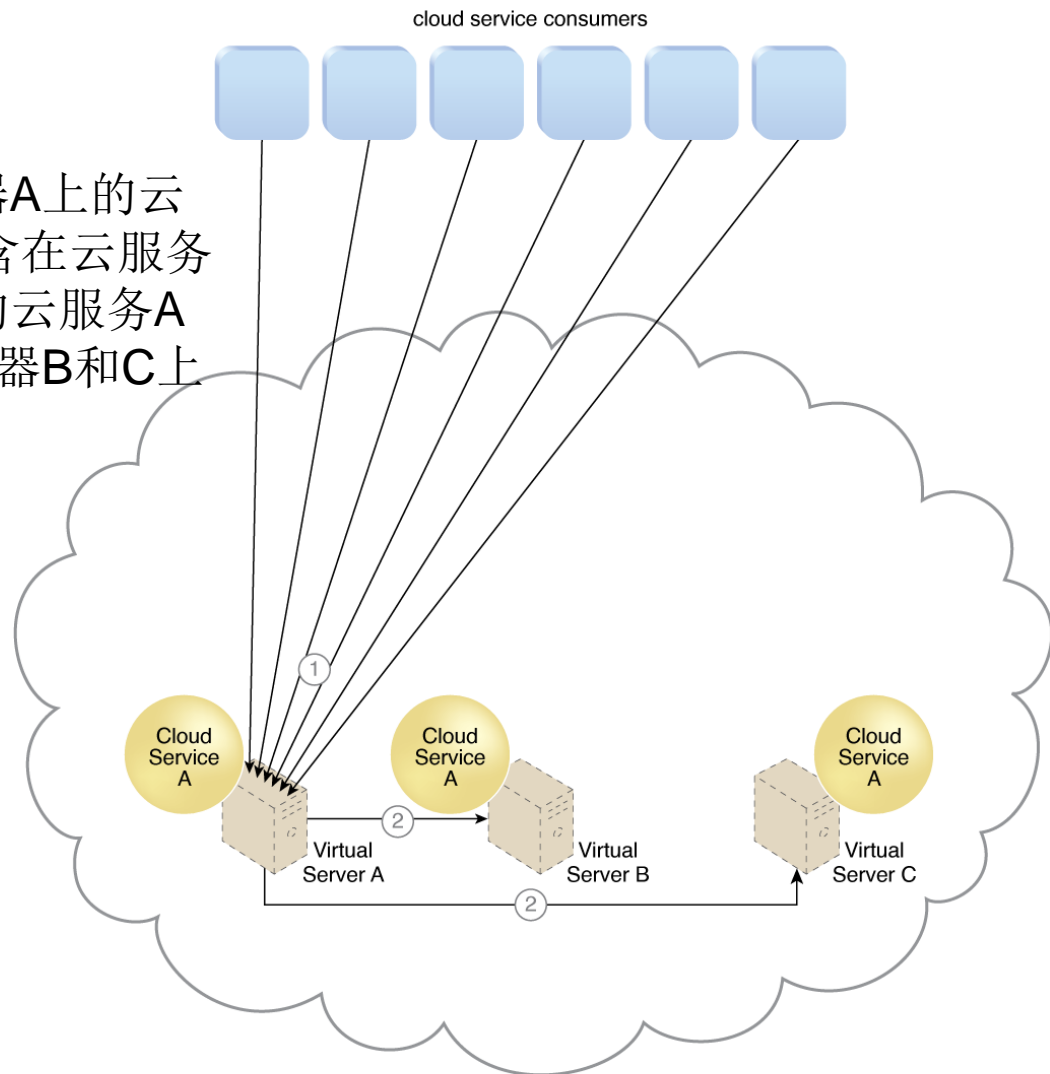 cloud service consumers
器A上的云
含在云服务
的云服务A
器B和C上
1
Cloud
Service
A
Cloud
Service
A
Cloud
Service
A
2
Virtual
Server A
Virtual
Server B
Virtual
Server C
2